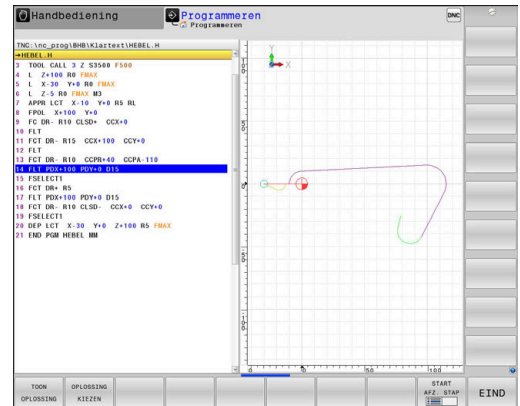 Handbediening
Programmeren
Programmeren
DNC
TNC:\nc_prog\BHB\Klartext\HEBEL.H
→HEBEL.H
3 TOOL CALL 3 Z S3500 F500
4 L Z+100 R0 FMAX
5 L X-30 Y+0 R0 FMAX
6 L Z-5 R0 FMAX M3
7 APPR LCT X-10 Y+0 R5 RL
8 FPOL X+100 Y+0
9 FC DR- R10 CLSD+ CCX+0
10 FLT
11 FCT DR- R15 CCX+100 CCY+0
12 FLT
13 FCT DR- R10 CCPR+40 CCPA-110
14 FLT PDX+100 PDY+0 D15
15 FSELECT1
16 FCT DR+ R5
17 FLT PDX+100 PDY+0 D15
18 FCT DR- R10 CLSD- CCX+0 CCY+0
19 FSELECT1
20 DEP LCT X-30 Y+0 Z+100 R5 FMAX
21 END PGM HEBEL MM
Y
X
50
100
TOON
OPLOSSING
OPLOSSING
KIEZEN
START
AFZ. STAP
EIND